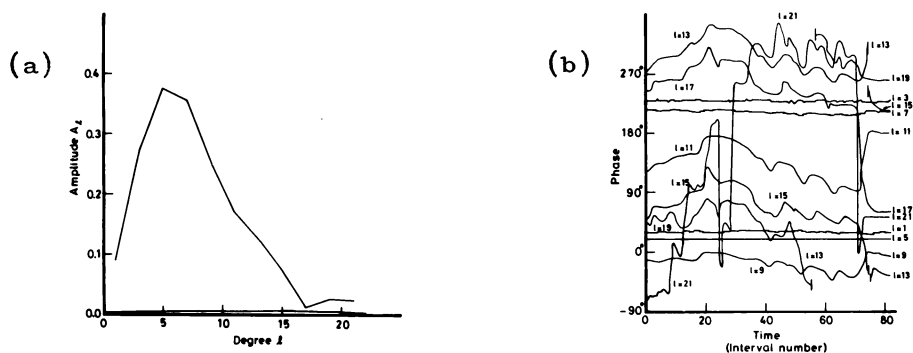 (a)
Amplitude Aℓ
0.4
0.3
0.2
0.1
0.0
0
5
10
15
20
Degree ℓ
(b)
Phase
270°
180°
90°
0°
-90°
0
20
40
60
80
Time
(Interval number)
l=13
l=21
l=13
l=19
l=17
l=3
l=15
l=7
l=11
l=11
l=15
l=15
l=17
l=21
l=19
l=1
l=5
l=9
l=9
l=13
l=13
l=21